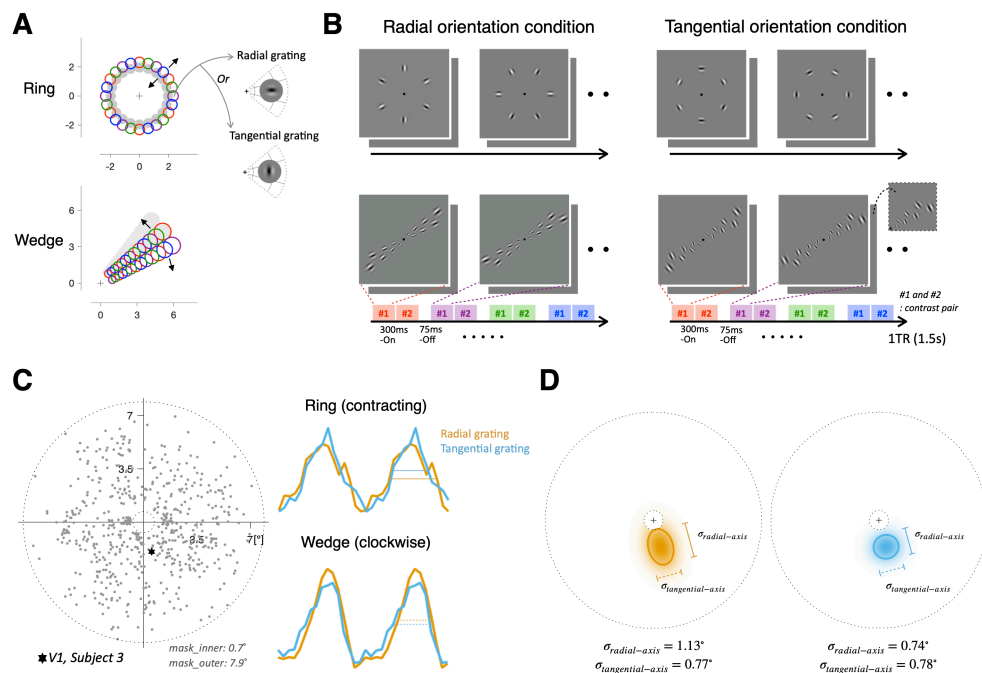 A
Ring
2
0
-2
-2 0 2
Radial grating
Or
Tangential grating
+
+
Wedge
6
3
0
0 3 6
B
Radial orientation condition
Tangential orientation condition
#1 #2 #1 #2 #1 #2 #1 #2
300ms
-On
75ms
-Off
#1 #2 #1 #2 #1 #2 #1 #2
300ms
-On
75ms
-Off
#1 and #2
: contrast pair
1TR (1.5s)
C
7
3.5
3.5
7[°]
V1, Subject 3
mask_inner: 0.7°
mask_outer: 7.9°
Ring (contracting)
Radial grating
Tangential grating
Wedge (clockwise)
D
σradial−axis
σtangential−axis
σradial−axis = 1.13°
σtangential−axis = 0.77°
σradial−axis
σtangential−axis
σradial−axis = 0.74°
σtangential−axis = 0.78°